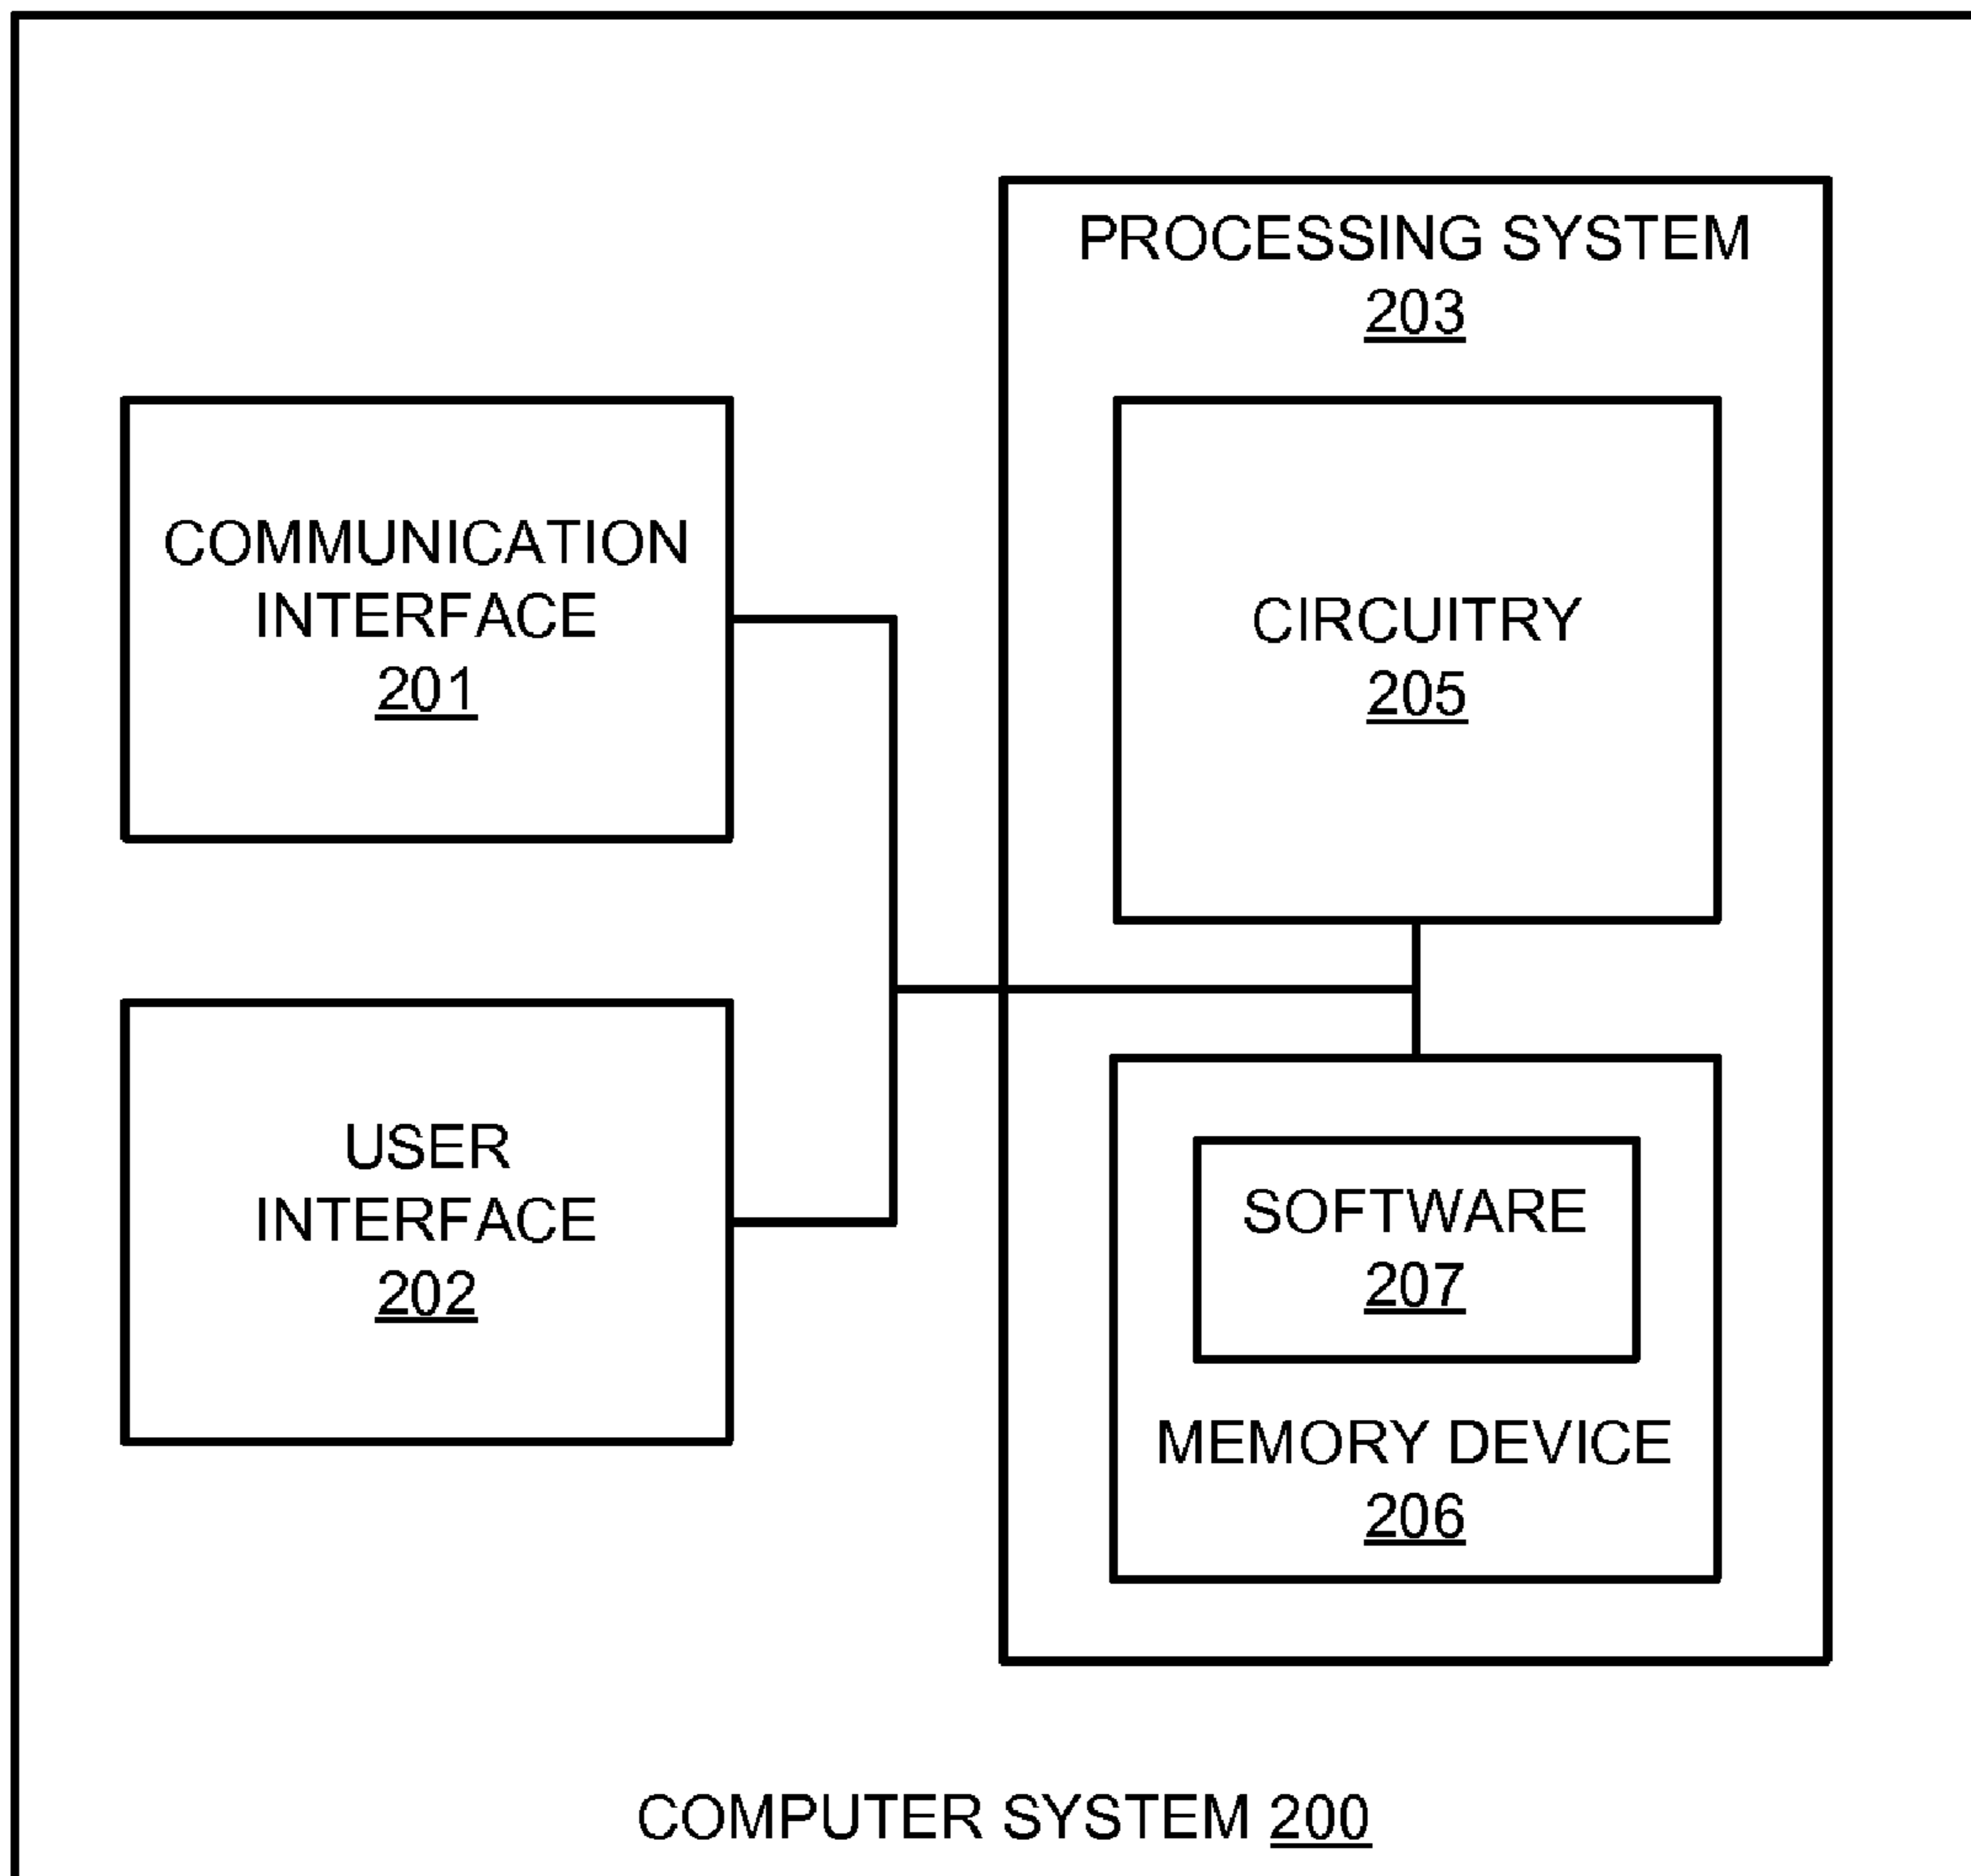 PROCESSING SYSTEM
203
COMMUNICATION
INTERFACE
201
CIRCUITRY
205
USER
INTERFACE
202
SOFTWARE
207
MEMORY DEVICE
206
COMPUTER SYSTEM 200